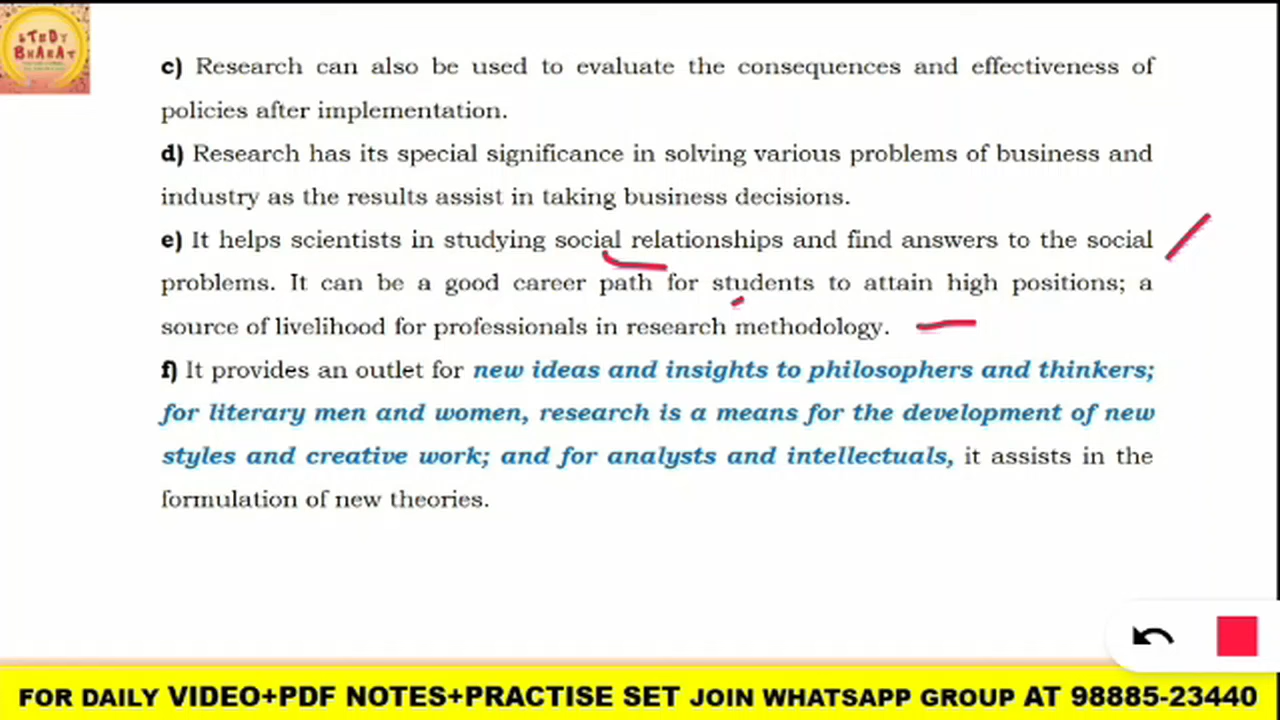 STUDY
BHARAT
c) Research can also be used to evaluate the consequences and effectiveness of
policies after implementation.
d) Research has its special significance in solving various problems of business and
industry as the results assist in taking business decisions.
e) It helps scientists in studying social relationships and find answers to the social
problems. It can be a good career path for students to attain high positions; a
source of livelihood for professionals in research methodology.
f) It provides an outlet for new ideas and insights to philosophers and thinkers;
for literary men and women, research is a means for the development of new
styles and creative work; and for analysts and intellectuals, it assists in the
formulation of new theories.
FOR DAILY VIDEO+PDF NOTES+PRACTISE SET JOIN WHATSAPP GROUP AT 98885-23440